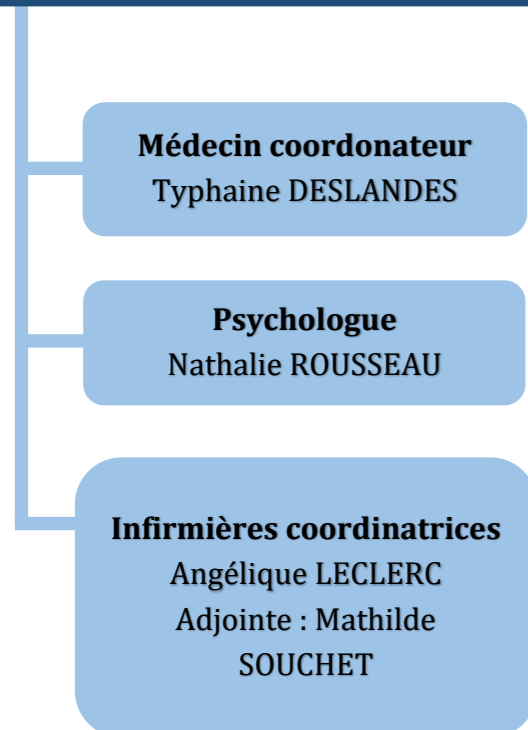 Médecin coordonateur
Typhaine DESLANDES
Psychologue
Nathalie ROUSSEAU
Infirmières coordinatrices
Angélique LECLERC
Adjointe : Mathilde
SOUCHET